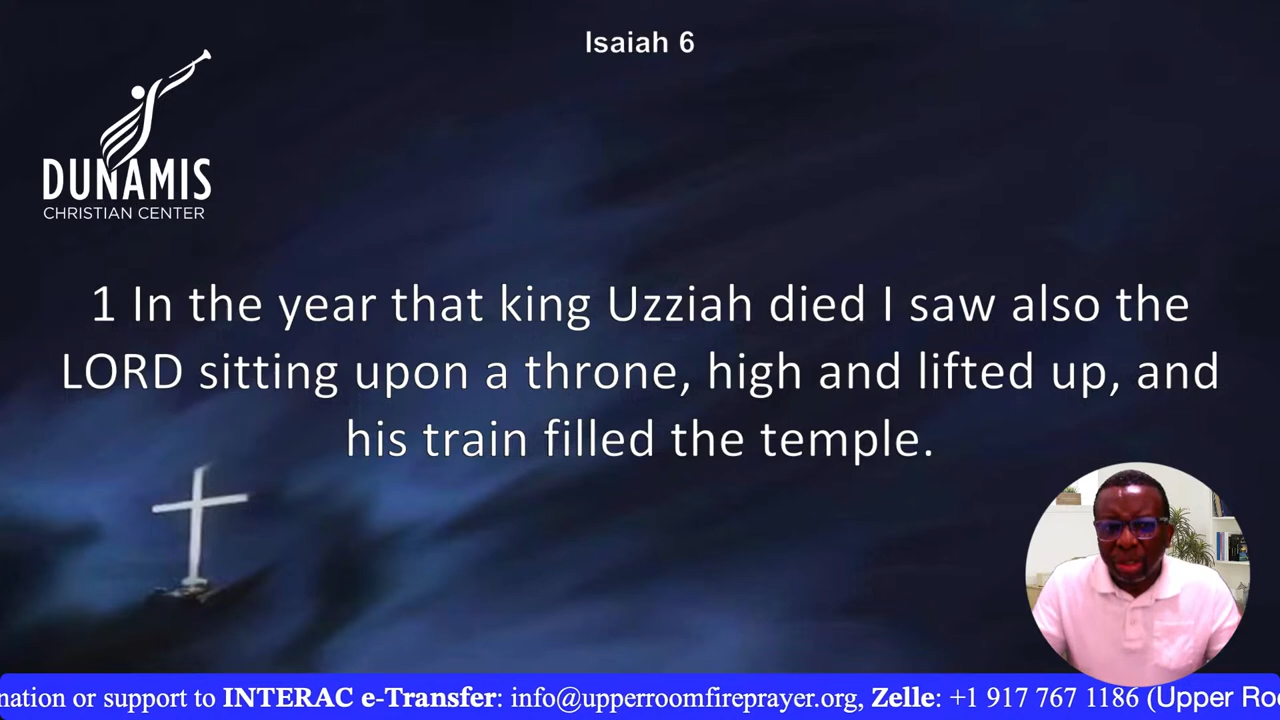 Isaiah 6
DUNAMIS
CHRISTIAN CENTER
1 In the year that king Uzziah died I saw also the
LORD sitting upon a throne, high and lifted up, and
his train filled the temple.
nation or support to INTERAC e-Transfer: info@upperroomfireprayer.org, Zelle: +1 917 767 1186 (Upper Roo